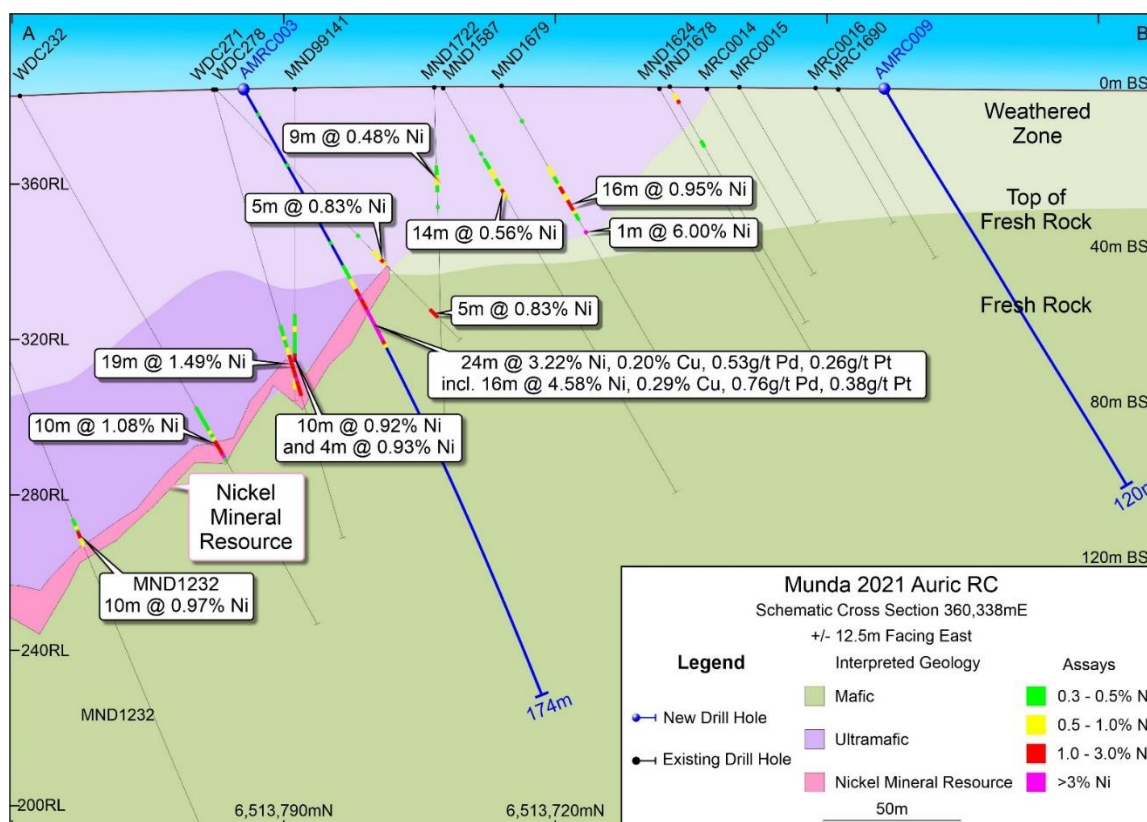 A
B
WDC232
WDC271
WDC278
AMRC003
MND99141
MND1722
MND1587
MND1679
MND1624
MND1678
MRC0014
MRC0015
MRC0016
MRC1690
AMRC009
0m BS
Weathered
Zone
9m @ 0.48% Ni
360RL
16m @ 0.95% Ni
5m @ 0.83% Ni
Top of
Fresh Rock
14m @ 0.56% Ni
1m @ 6.00% Ni
40m BS
Fresh Rock
5m @ 0.83% Ni
320RL
19m @ 1.49% Ni
24m @ 3.22% Ni, 0.20% Cu, 0.53g/t Pd, 0.26g/t Pt
incl. 16m @ 4.58% Ni, 0.29% Cu, 0.76g/t Pd, 0.38g/t Pt
80m BS
10m @ 1.08% Ni
10m @ 0.92% Ni
and 4m @ 0.93% Ni
280RL
120m
Nickel
Mineral
Resource
120m BS
MND1232
10m @ 0.97% Ni
240RL
174m
MND1232
200RL
6,513,790mN
6,513,720mN
Munda 2021 Auric RC
Schematic Cross Section 360,338mE
+/- 12.5m Facing East
Legend
New Drill Hole
Existing Drill Hole
Interpreted Geology
Mafic
Ultramafic
Nickel Mineral Resource
Assays
0.3 - 0.5% N
0.5 - 1.0% N
1.0 - 3.0% N
>3% Ni
50m